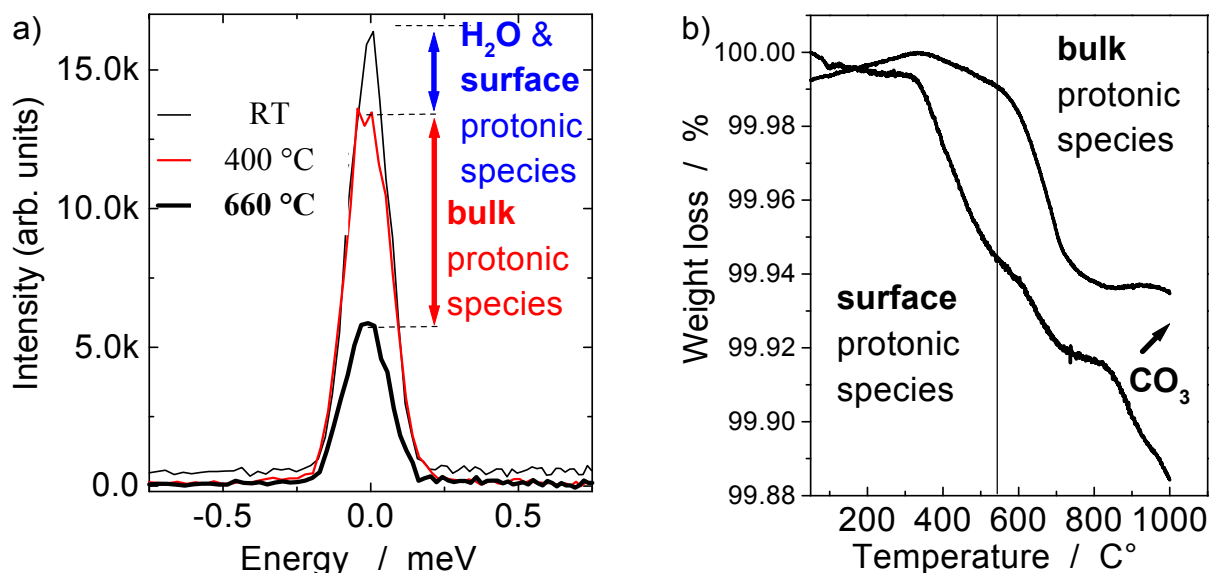 a)
15.0k
10.0k
5.0k
0.0
Intensity (arb. units)
RT
400 °C
660 °C
H₂O &
surface
protonic
species
bulk
protonic
species
-0.5
0.0
0.5
Energy / meV
b)
100.00
99.98
99.96
99.94
99.92
99.90
99.88
Weight loss / %
bulk
protonic
species
surface
protonic
species
CO₃
200
400
600
800
1000
Temperature / C°